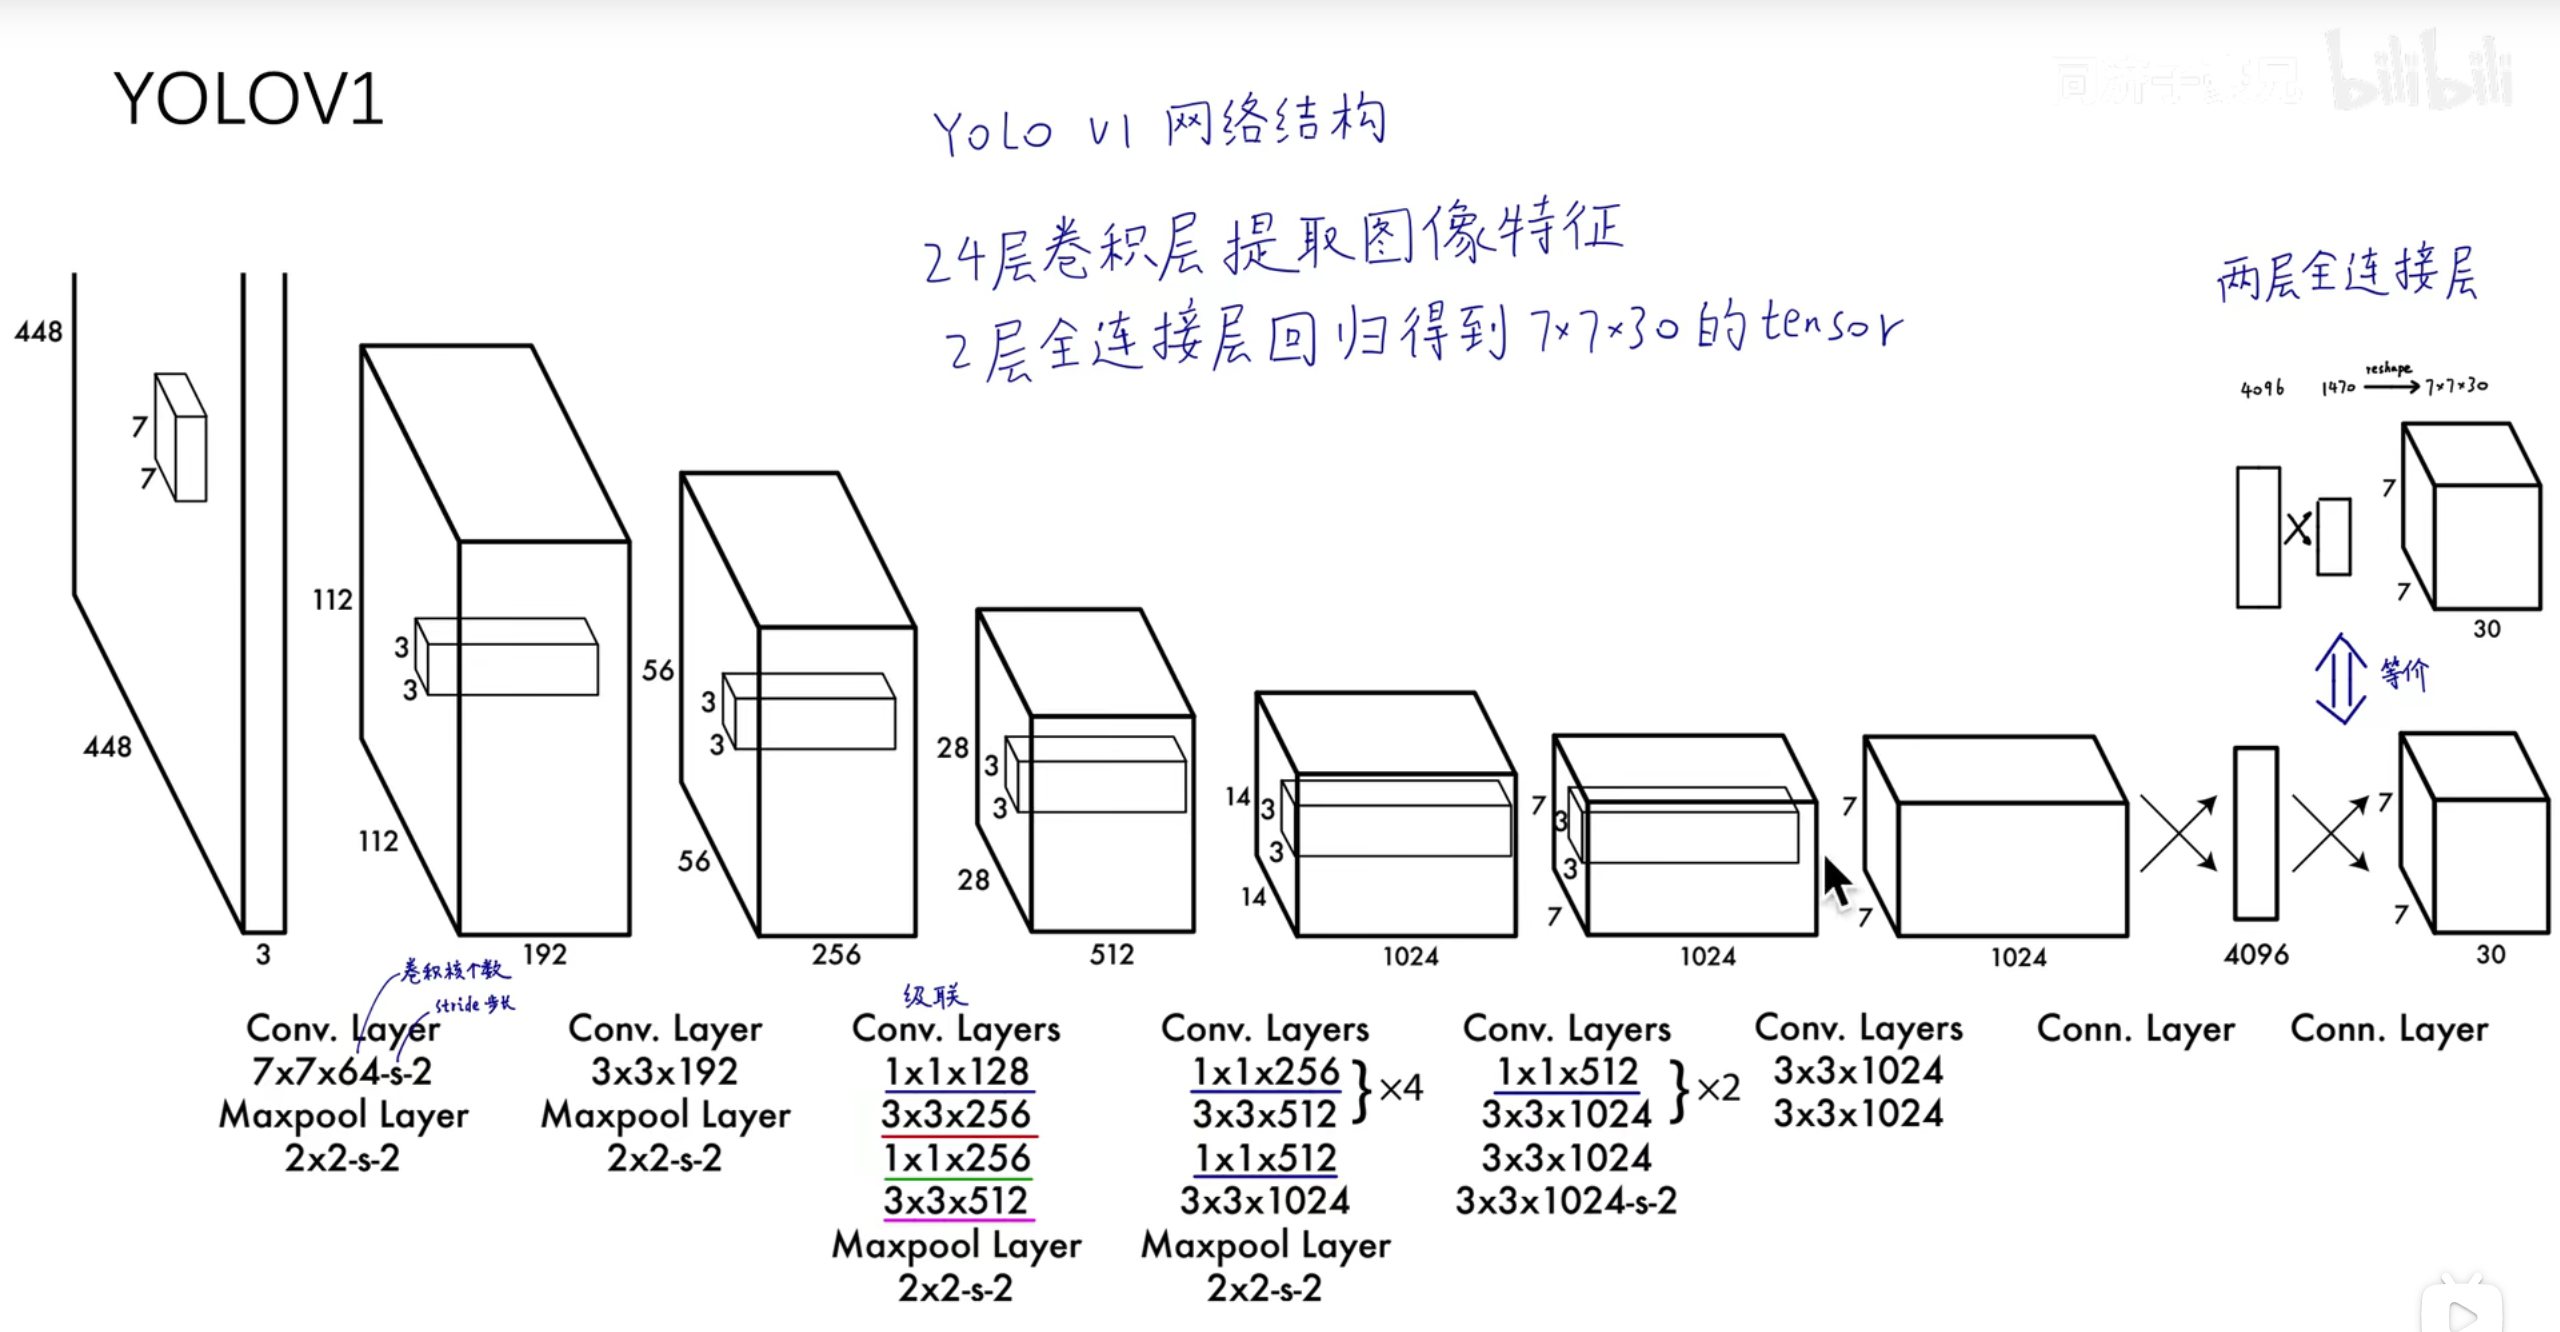 YOLOV1
同济子豪兄 bilibili
YOLO V1 网络结构
24层卷积层提取图像特征
2层全连接层回归得到 7×7×30 的 tensor
两层全连接层
4096 1470 reshape 7×7×30
448
7
7
448
3
112
3
3
112
192
56
3
3
56
256
28
3
3
28
512
14
3
3
14
1024
7
3
3
7
1024
7
7
1024
4096
7
7
30
等价
7
7
30
卷积核个数
stride 步长
级联
Conv. Layer
7x7x64-s-2
Maxpool Layer
2x2-s-2
Conv. Layer
3x3x192
Maxpool Layer
2x2-s-2
Conv. Layers
1x1x128
3x3x256
1x1x256
3x3x512
Maxpool Layer
2x2-s-2
Conv. Layers
1x1x256
3x3x512
}×4
1x1x512
3x3x1024
Maxpool Layer
2x2-s-2
Conv. Layers
1x1x512
3x3x1024
}×2
3x3x1024
3x3x1024-s-2
Conv. Layers
3x3x1024
3x3x1024
Conn. Layer
Conn. Layer